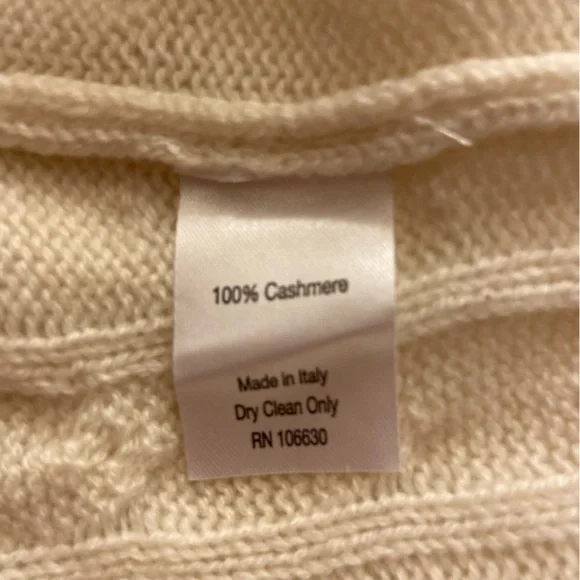 100% Cashmere
Made in Italy
Dry Clean Only
RN 106630